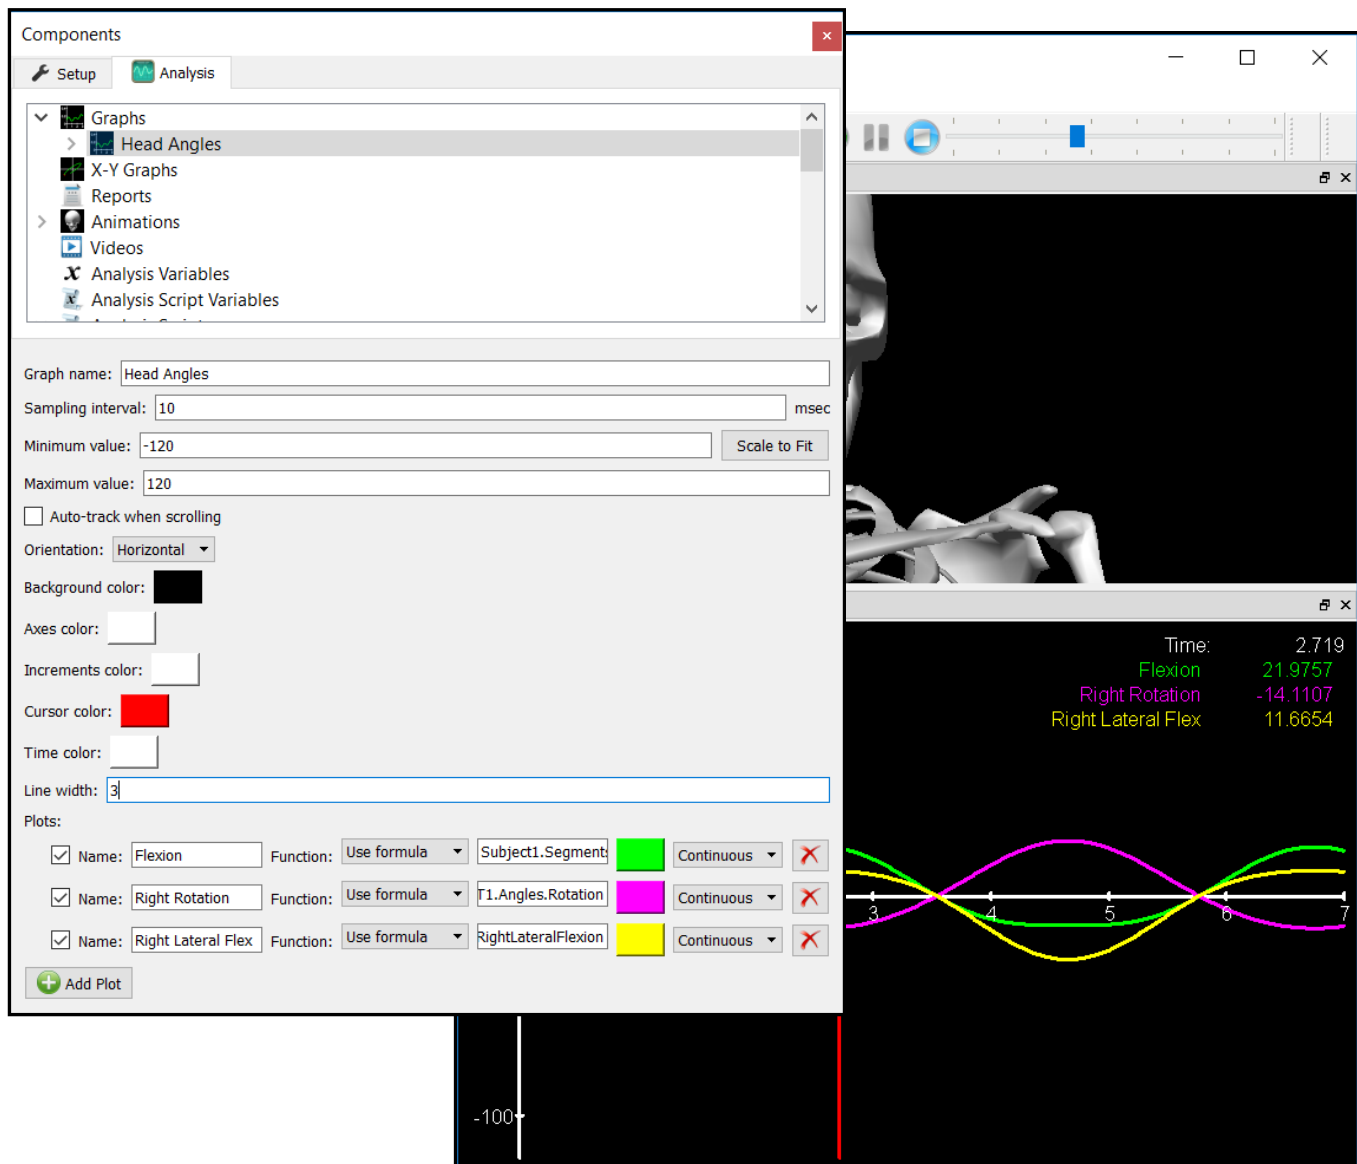 Components
Setup
Analysis
Graphs
Head Angles
X-Y Graphs
Reports
Animations
Videos
Analysis Variables
Analysis Script Variables
Graph name: Head Angles
Sampling interval: 10 msec
Minimum value: -120 Scale to Fit
Maximum value: 120
Auto-track when scrolling
Orientation: Horizontal
Background color:
Axes color:
Increments color:
Cursor color:
Time color:
Line width: 3
Plots:
Name: Flexion Function: Use formula Subject1.Segments Continuous
Name: Right Rotation Function: Use formula T1.Angles.Rotation Continuous
Name: Right Lateral Flex Function: Use formula RightLateralFlexion Continuous
Add Plot
Time: 2.719
Flexion 21.9757
Right Rotation -14.1107
Right Lateral Flex 11.6654
3 4 5 6 7
-100